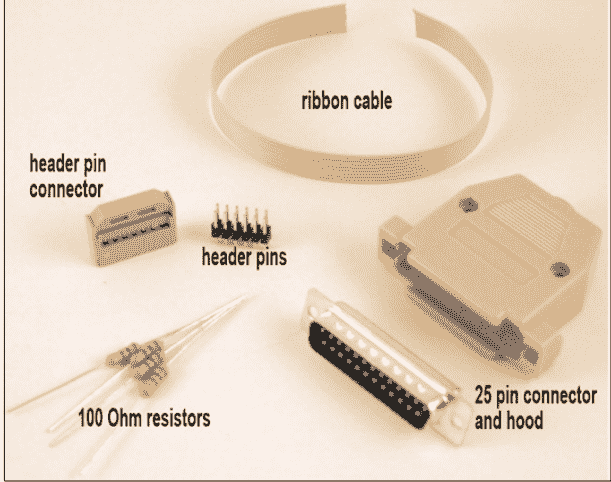 ribbon cable
header pin
connector
header pins
100 Ohm resistors
25 pin connector
and hood